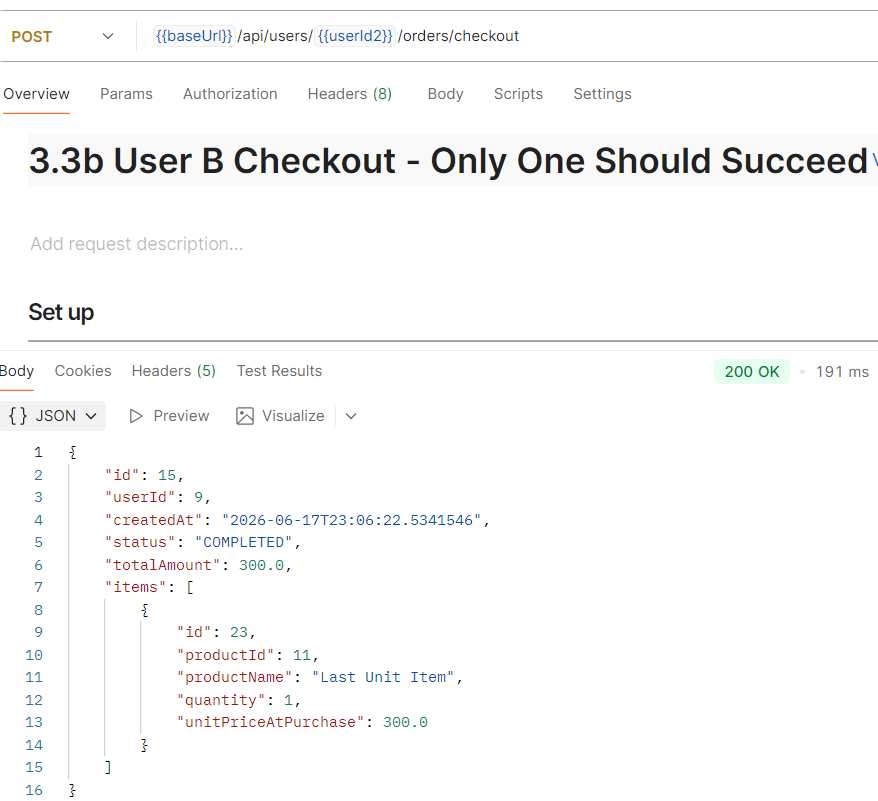 POST {{baseUrl}}/api/users/{{userId2}}/orders/checkout
Overview Params Authorization Headers (8) Body Scripts Settings
3.3b User B Checkout - Only One Should Succeed
Add request description...
Set up
Body Cookies Headers (5) Test Results 200 OK • 191 ms
{} JSON Preview Visualize
1 {
2 "id": 15,
3 "userId": 9,
4 "createdAt": "2026-06-17T23:06:22.5341546",
5 "status": "COMPLETED",
6 "totalAmount": 300.0,
7 "items": [
8 {
9 "id": 23,
10 "productId": 11,
11 "productName": "Last Unit Item",
12 "quantity": 1,
13 "unitPriceAtPurchase": 300.0
14 }
15 ]
16 }